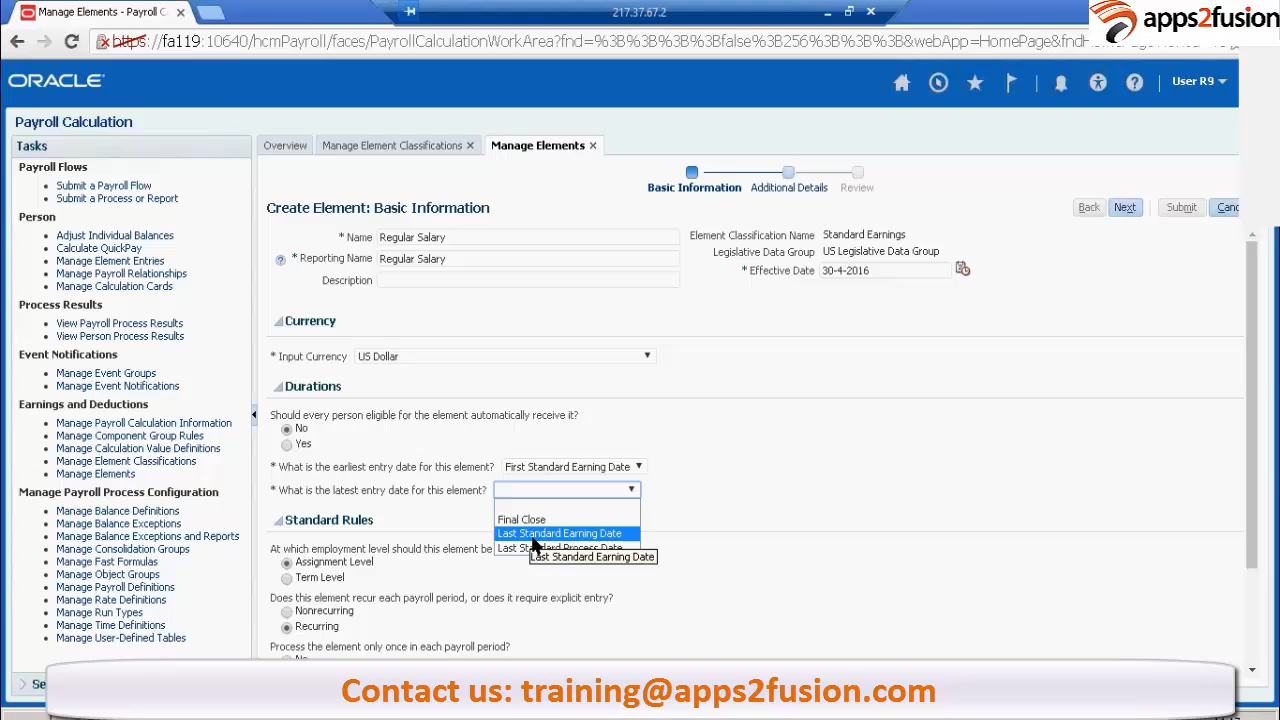 Manage Elements - Payroll C
217.37.67.2
apps2fusion
https://fa119:10640/hcmPayroll/faces/PayrollCalculationWorkArea?fnd=%3B%3B%3B%3Bfalse%3B256%3B%3B%3B&webApp=HomePage&
ORACLE
User R9
Payroll Calculation
Tasks
Overview
Manage Element Classifications
Manage Elements
Payroll Flows
Submit a Payroll Flow
Submit a Process or Report
Person
Adjust Individual Balances
Calculate QuickPay
Manage Element Entries
Manage Payroll Relationships
Manage Calculation Cards
Process Results
View Payroll Process Results
View Person Process Results
Event Notifications
Manage Event Groups
Manage Event Notifications
Earnings and Deductions
Manage Payroll Calculation Information
Manage Component Group Rules
Manage Calculation Value Definitions
Manage Element Classifications
Manage Elements
Manage Payroll Process Configuration
Manage Balance Definitions
Manage Balance Exceptions
Manage Balance Exceptions and Reports
Manage Consolidation Groups
Manage Fast Formulas
Manage Object Groups
Manage Payroll Definitions
Manage Rate Definitions
Manage Run Types
Manage Time Definitions
Manage User-Defined Tables
Se
Basic Information
Additional Details
Review
Create Element: Basic Information
Back
Next
Submit
Canc
* Name Regular Salary
* Reporting Name Regular Salary
Description
Element Classification Name Standard Earnings
Legislative Data Group US Legislative Data Group
* Effective Date 30-4-2016
Currency
* Input Currency US Dollar
Durations
Should every person eligible for the element automatically receive it?
No
Yes
* What is the earliest entry date for this element? First Standard Earning Date
* What is the latest entry date for this element?
Final Close
Last Standard Earning Date
Last Standard Process Date
Last Standard Earning Date
Standard Rules
At which employment level should this element be
Assignment Level
Term Level
Does this element recur each payroll period, or does it require explicit entry?
Nonrecurring
Recurring
Process the element only once in each payroll period?
Contact us: training@apps2fusion.com